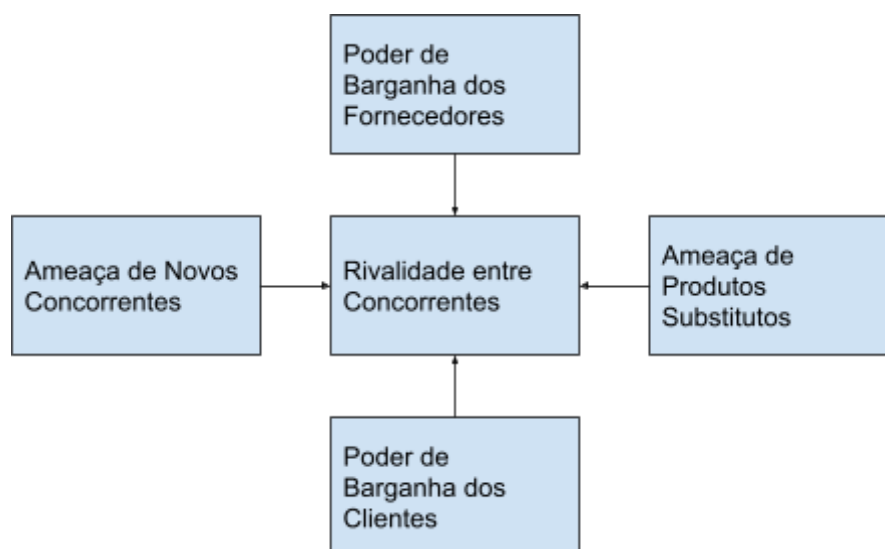 Poder de
Barganha dos
Fornecedores
Ameaça de Novos
Concorrentes
Rivalidade entre
Concorrentes
Ameaça de
Produtos
Substitutos
Poder de
Barganha dos
Clientes